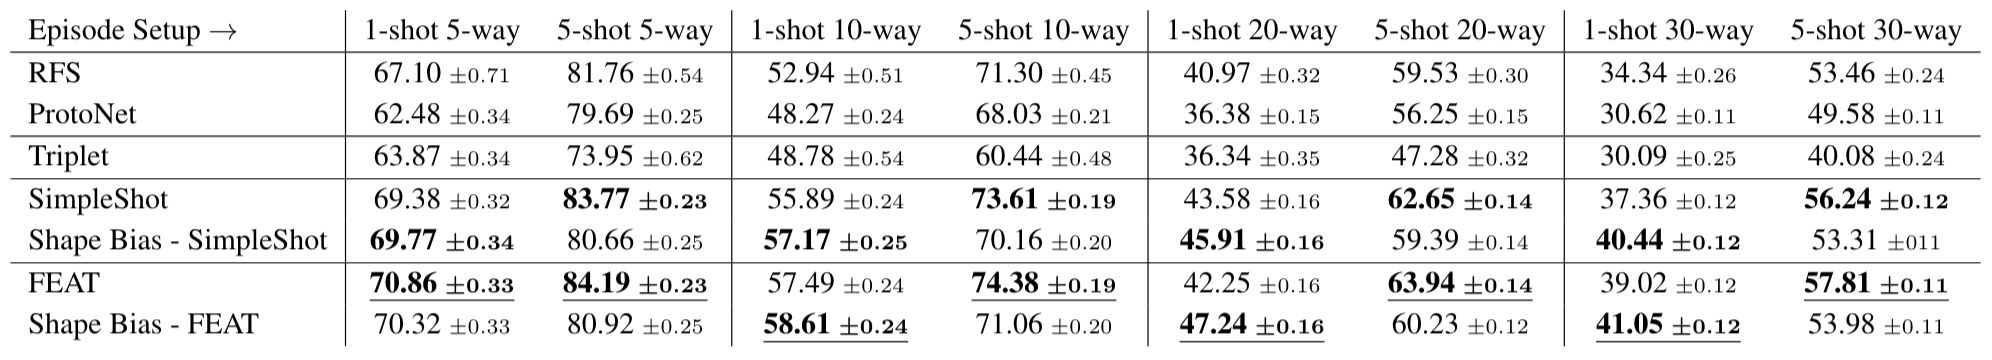 Episode Setup → 1-shot 5-way 5-shot 5-way 1-shot 10-way 5-shot 10-way 1-shot 20-way 5-shot 20-way 1-shot 30-way 5-shot 30-way
RFS 67.10 ±0.71 81.76 ±0.54 52.94 ±0.51 71.30 ±0.45 40.97 ±0.32 59.53 ±0.30 34.34 ±0.26 53.46 ±0.24
ProtoNet 62.48 ±0.34 79.69 ±0.25 48.27 ±0.24 68.03 ±0.21 36.38 ±0.15 56.25 ±0.15 30.62 ±0.11 49.58 ±0.11
Triplet 63.87 ±0.34 73.95 ±0.62 48.78 ±0.54 60.44 ±0.48 36.34 ±0.35 47.28 ±0.32 30.09 ±0.25 40.08 ±0.24
SimpleShot 69.38 ±0.32 83.77 ±0.23 55.89 ±0.24 73.61 ±0.19 43.58 ±0.16 62.65 ±0.14 37.36 ±0.12 56.24 ±0.12
Shape Bias - SimpleShot 69.77 ±0.34 80.66 ±0.25 57.17 ±0.25 70.16 ±0.20 45.91 ±0.16 59.39 ±0.14 40.44 ±0.12 53.31 ±011
FEAT 70.86 ±0.33 84.19 ±0.23 57.49 ±0.24 74.38 ±0.19 42.25 ±0.16 63.94 ±0.14 39.02 ±0.12 57.81 ±0.11
Shape Bias - FEAT 70.32 ±0.33 80.92 ±0.25 58.61 ±0.24 71.06 ±0.20 47.24 ±0.16 60.23 ±0.12 41.05 ±0.12 53.98 ±0.11